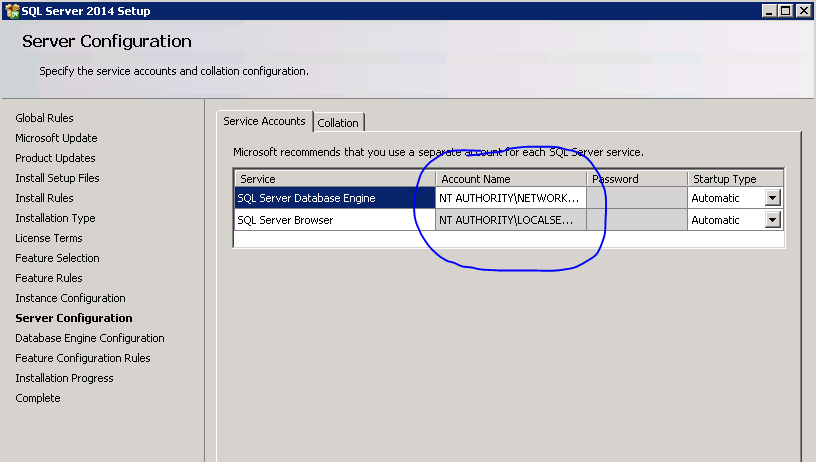 SQL Server 2014 Setup
Server Configuration
Specify the service accounts and collation configuration.
Global Rules
Microsoft Update
Product Updates
Install Setup Files
Install Rules
Installation Type
License Terms
Feature Selection
Feature Rules
Instance Configuration
Server Configuration
Database Engine Configuration
Feature Configuration Rules
Installation Progress
Complete
Service Accounts Collation
Microsoft recommends that you use a separate account for each SQL Server service.
Service Account Name Password Startup Type
SQL Server Database Engine NT AUTHORITY\NETWORK... Automatic
SQL Server Browser NT AUTHORITY\LOCALSE... Automatic